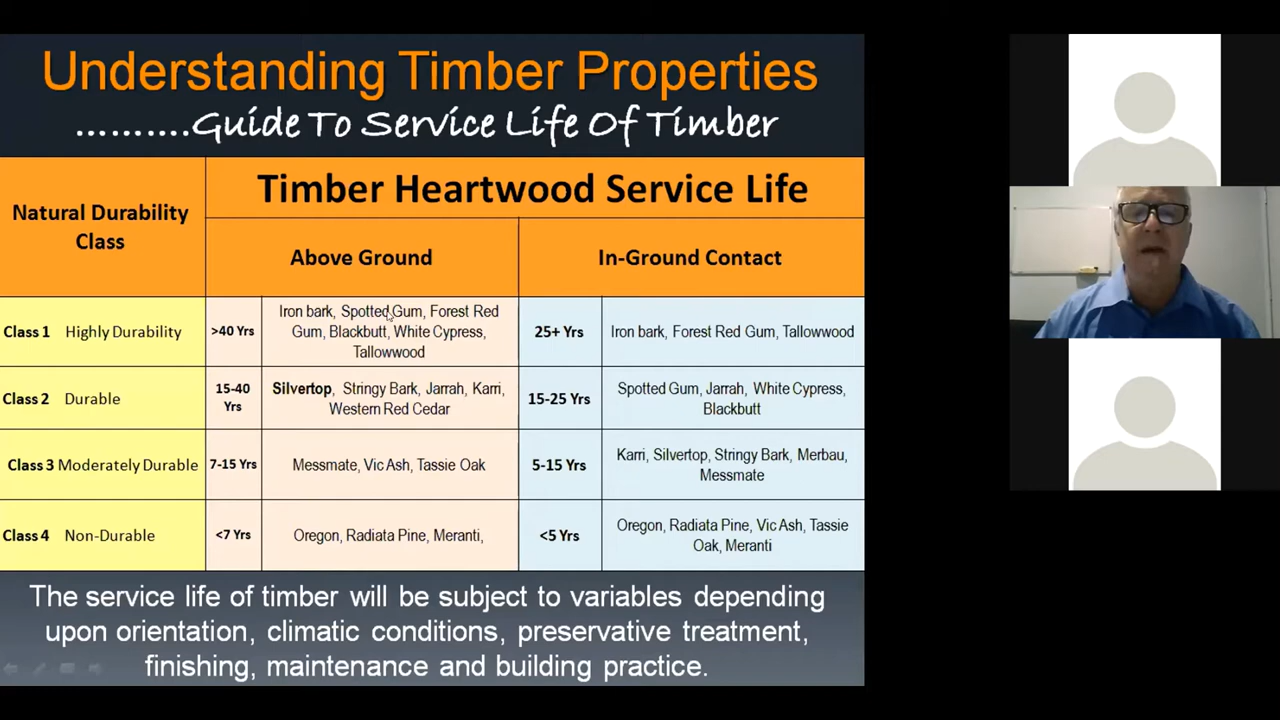 Understanding Timber Properties
..........Guide To Service Life Of Timber
Natural Durability
Class
Timber Heartwood Service Life
Above Ground
In-Ground Contact
Class 1 Highly Durability
>40 Yrs
Iron bark, Spotted Gum, Forest Red
Gum, Blackbutt, White Cypress,
Tallowwood
25+ Yrs
Iron bark, Forest Red Gum, Tallowwood
Class 2 Durable
15-40
Yrs
Silvertop, Stringy Bark, Jarrah, Karri,
Western Red Cedar
15-25 Yrs
Spotted Gum, Jarrah, White Cypress,
Blackbutt
Class 3 Moderately Durable
7-15 Yrs
Messmate, Vic Ash, Tassie Oak
5-15 Yrs
Karri, Silvertop, Stringy Bark, Merbau,
Messmate
Class 4 Non-Durable
<7 Yrs
Oregon, Radiata Pine, Meranti,
<5 Yrs
Oregon, Radiata Pine, Vic Ash, Tassie
Oak, Meranti
The service life of timber will be subject to variables depending
upon orientation, climatic conditions, preservative treatment,
finishing, maintenance and building practice.